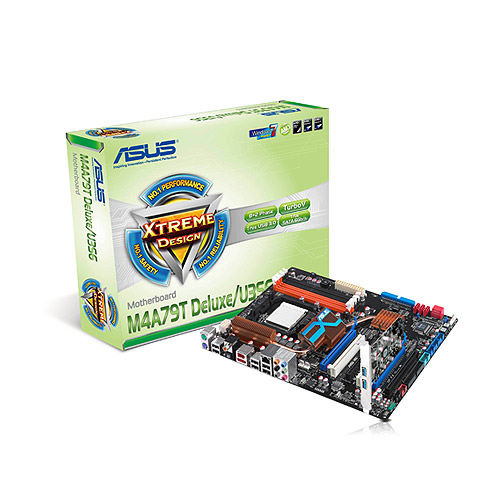 ASUS
Inspiring Innovation • Persistent Perfection
NO.1 PERFORMANCE
XTREME
DESIGN
NO.1 SAFETY
NO.1 RELIABILITY
8+2 Phase
TurboV
True USB 3.0
SATA 6Gb/s
Motherboard
M4A79T Deluxe/U3S6
ASUS
Motherboard
M4A79T Deluxe/U3S6